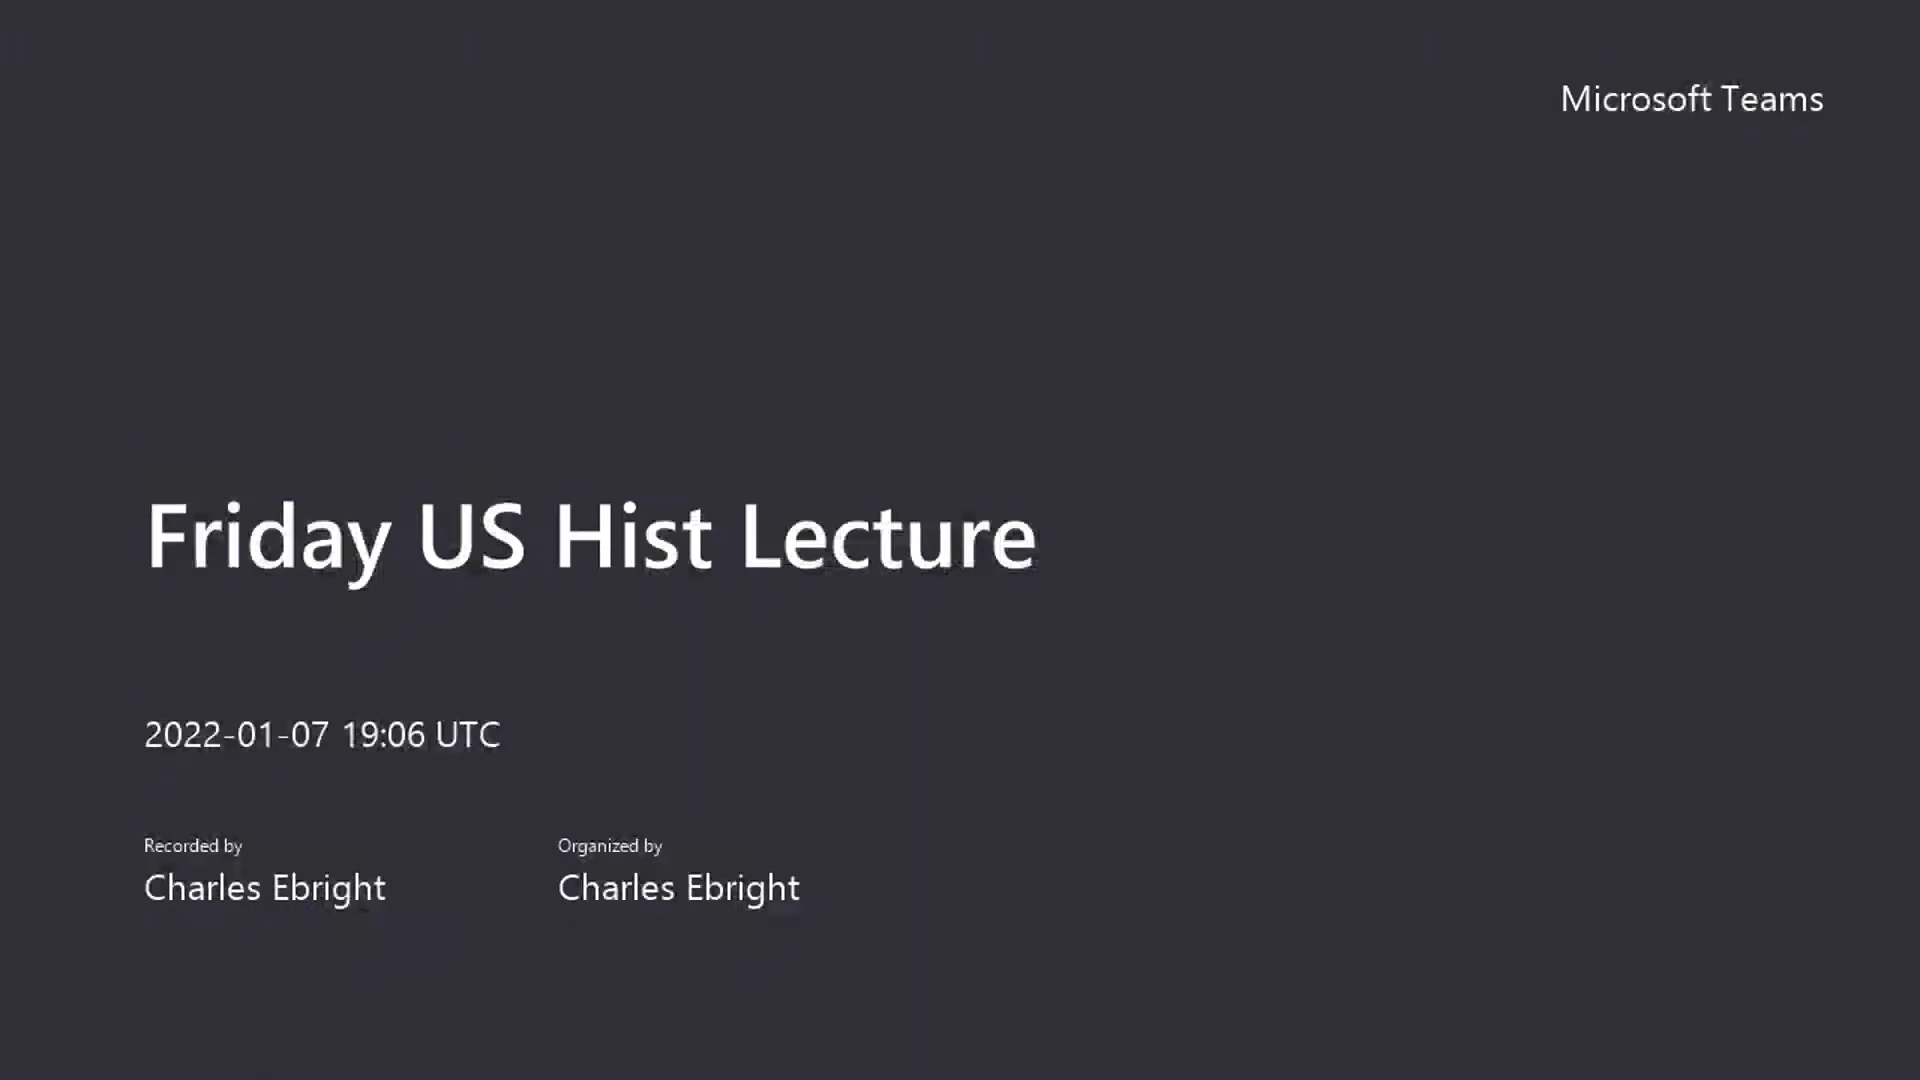 Microsoft Teams
Friday US Hist Lecture
2022-01-07 19:06 UTC
Recorded by
Charles Ebright
Organized by
Charles Ebright